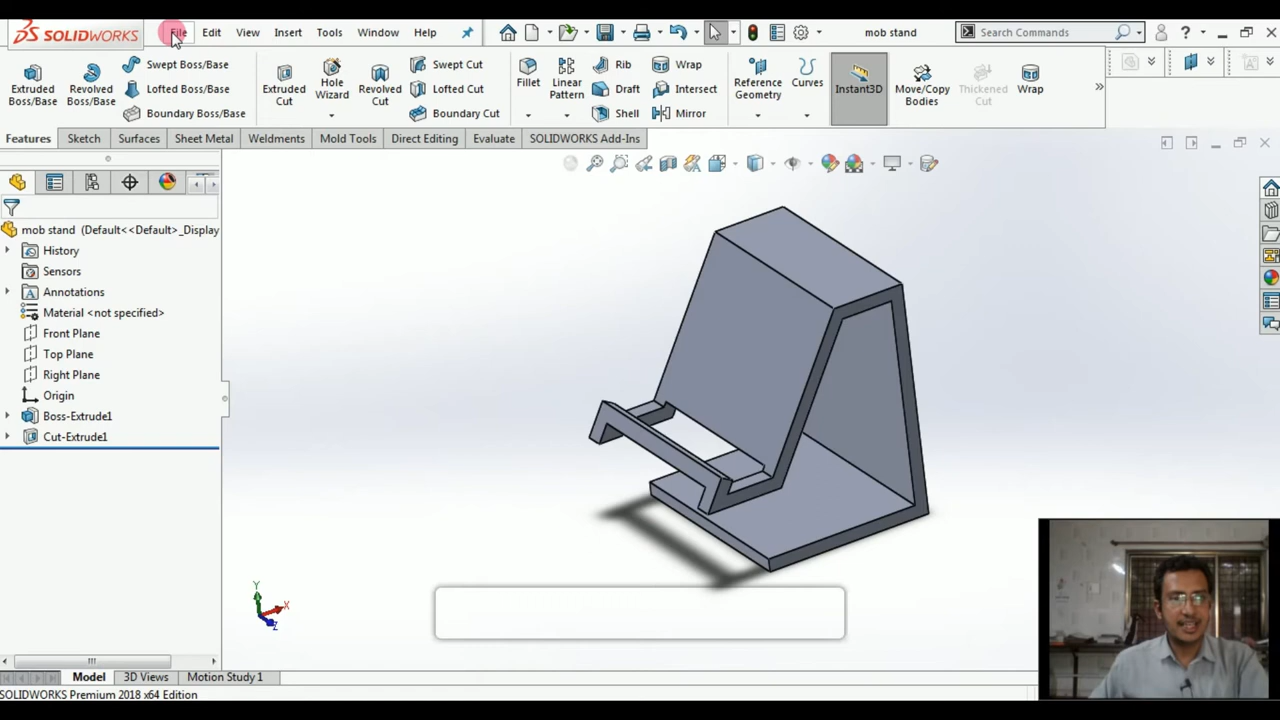 SOLIDWORKS File Edit View Insert Tools Window Help mob stand Search Commands ?
Extruded Boss/Base
Revolved Boss/Base
Swept Boss/Base
Lofted Boss/Base
Boundary Boss/Base
Extruded Cut
Hole Wizard
Revolved Cut
Swept Cut
Lofted Cut
Boundary Cut
Fillet
Linear Pattern
Rib
Draft
Shell
Wrap
Intersect
Mirror
Reference Geometry
Curves
Instant3D
Move/Copy Bodies
Thickened Cut
Wrap
Features Sketch Surfaces Sheet Metal Weldments Mold Tools Direct Editing Evaluate SOLIDWORKS Add-Ins
mob stand (Default<<Default>_Display
History
Sensors
Annotations
Material <not specified>
Front Plane
Top Plane
Right Plane
Origin
Boss-Extrude1
Cut-Extrude1
Y
X
Z
Model 3D Views Motion Study 1
SOLIDWORKS Premium 2018 x64 Edition